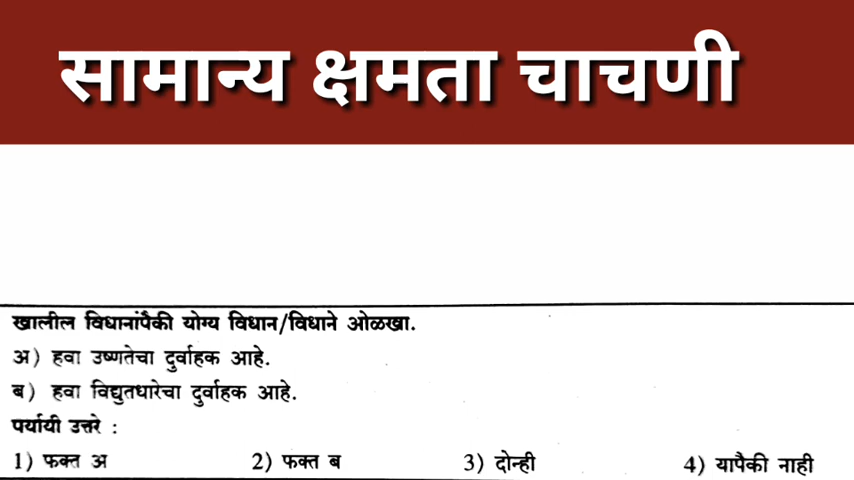 सामान्य क्षमता चाचणी
खालील विधानांपैकी योग्य विधान/विधाने ओळखा.
अ) हवा उष्णतेचा दुर्वाहक आहे.
ब) हवा विद्युतधारेचा दुर्वाहक आहे.
पर्यायी उत्तरे :
1) फक्त अ 2) फक्त ब 3) दोन्ही 4) यापैकी नाही